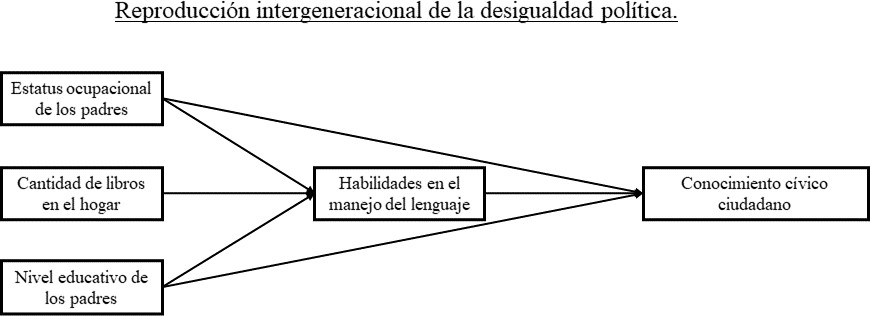 Reproducción intergeneracional de la desigualdad política.
Estatus ocupacional
de los padres
Cantidad de libros
en el hogar
Habilidades en el
manejo del lenguaje
Conocimiento cívico
ciudadano
Nivel educativo de
los padres